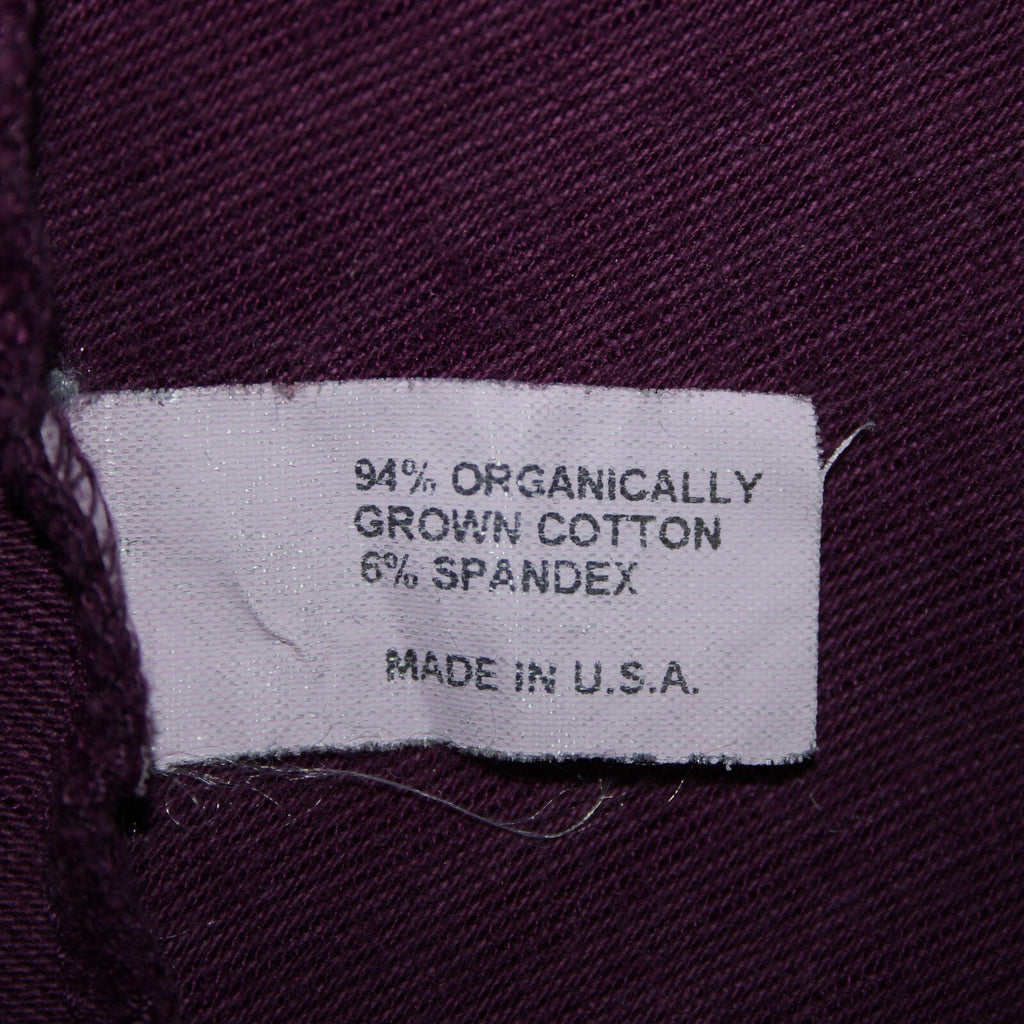 94% ORGANICALLY
GROWN COTTON
6% SPANDEX
MADE IN U.S.A.